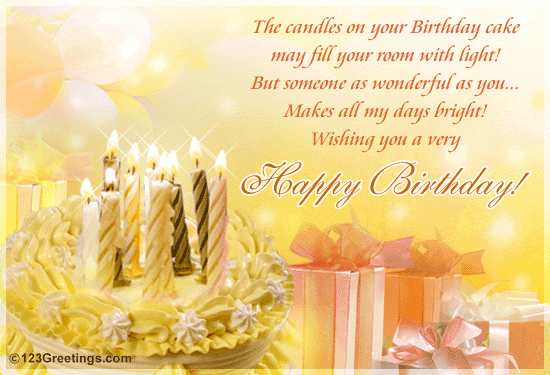 The candles on your Birthday cake
may fill your room with light!
But someone as wonderful as you...
Makes all my days bright!
Wishing you a very
Happy Birthday!
©123Greetings.com